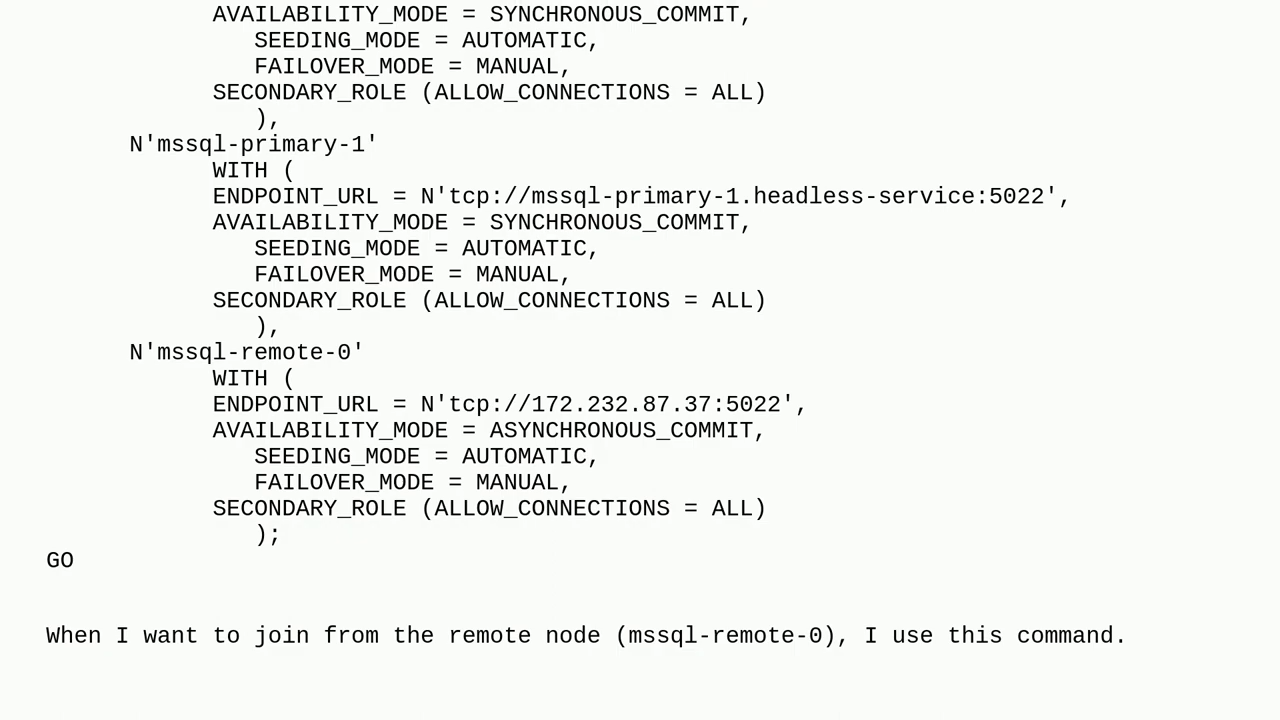 AVAILABILITY_MODE = SYNCHRONOUS_COMMIT,
SEEDING_MODE = AUTOMATIC,
FAILOVER_MODE = MANUAL,
SECONDARY_ROLE (ALLOW_CONNECTIONS = ALL)
),
N'mssql-primary-1'
WITH (
ENDPOINT_URL = N'tcp://mssql-primary-1.headless-service:5022',
AVAILABILITY_MODE = SYNCHRONOUS_COMMIT,
SEEDING_MODE = AUTOMATIC,
FAILOVER_MODE = MANUAL,
SECONDARY_ROLE (ALLOW_CONNECTIONS = ALL)
),
N'mssql-remote-0'
WITH (
ENDPOINT_URL = N'tcp://172.232.87.37:5022',
AVAILABILITY_MODE = ASYNCHRONOUS_COMMIT,
SEEDING_MODE = AUTOMATIC,
FAILOVER_MODE = MANUAL,
SECONDARY_ROLE (ALLOW_CONNECTIONS = ALL)
);
GO
When I want to join from the remote node (mssql-remote-0), I use this command.